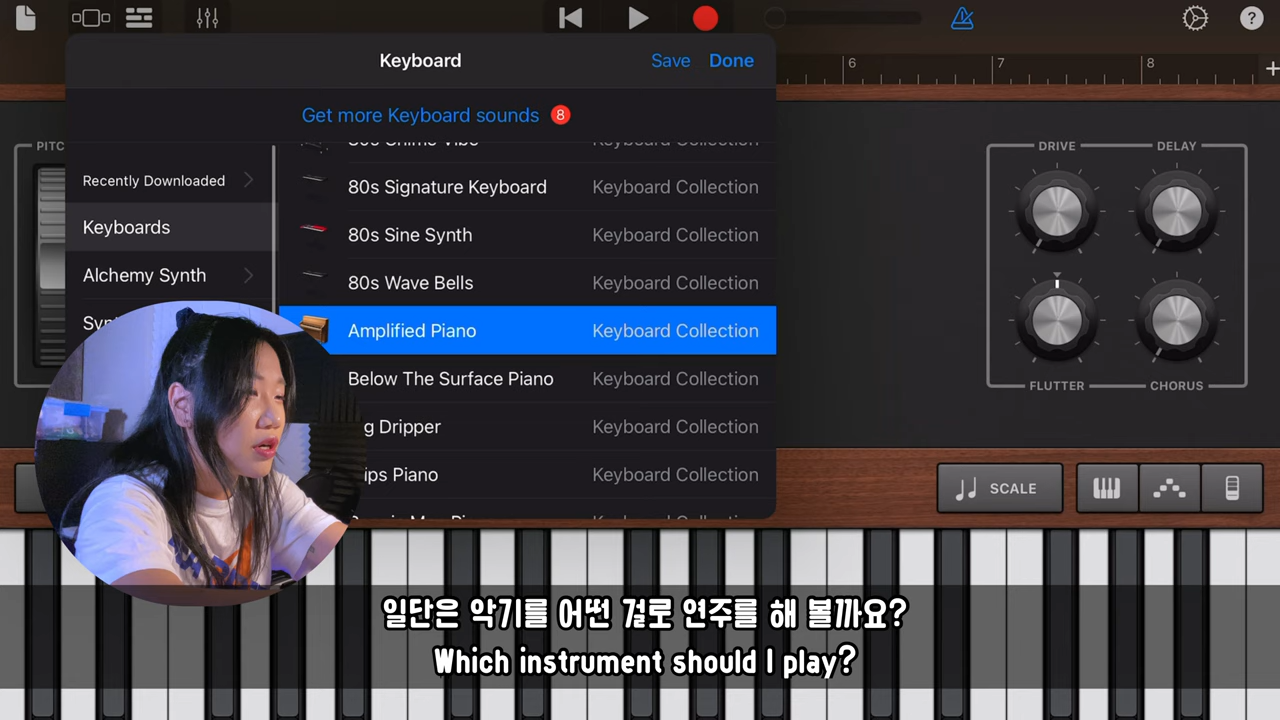 Keyboard
Save
Done
6
7
8
Get more Keyboard sounds 8
PITC
DRIVE
DELAY
Keyboard Collection
Recently Downloaded
80s Signature Keyboard
Keyboard Collection
Keyboards
80s Sine Synth
Keyboard Collection
Alchemy Synth
80s Wave Bells
Keyboard Collection
Amplified Piano
Keyboard Collection
Below The Surface Piano
Keyboard Collection
FLUTTER
CHORUS
g Dripper
Keyboard Collection
ips Piano
Keyboard Collection
SCALE
일단은 악기를 어떤 걸로 연주를 해 볼까요?
Which instrument should I play?